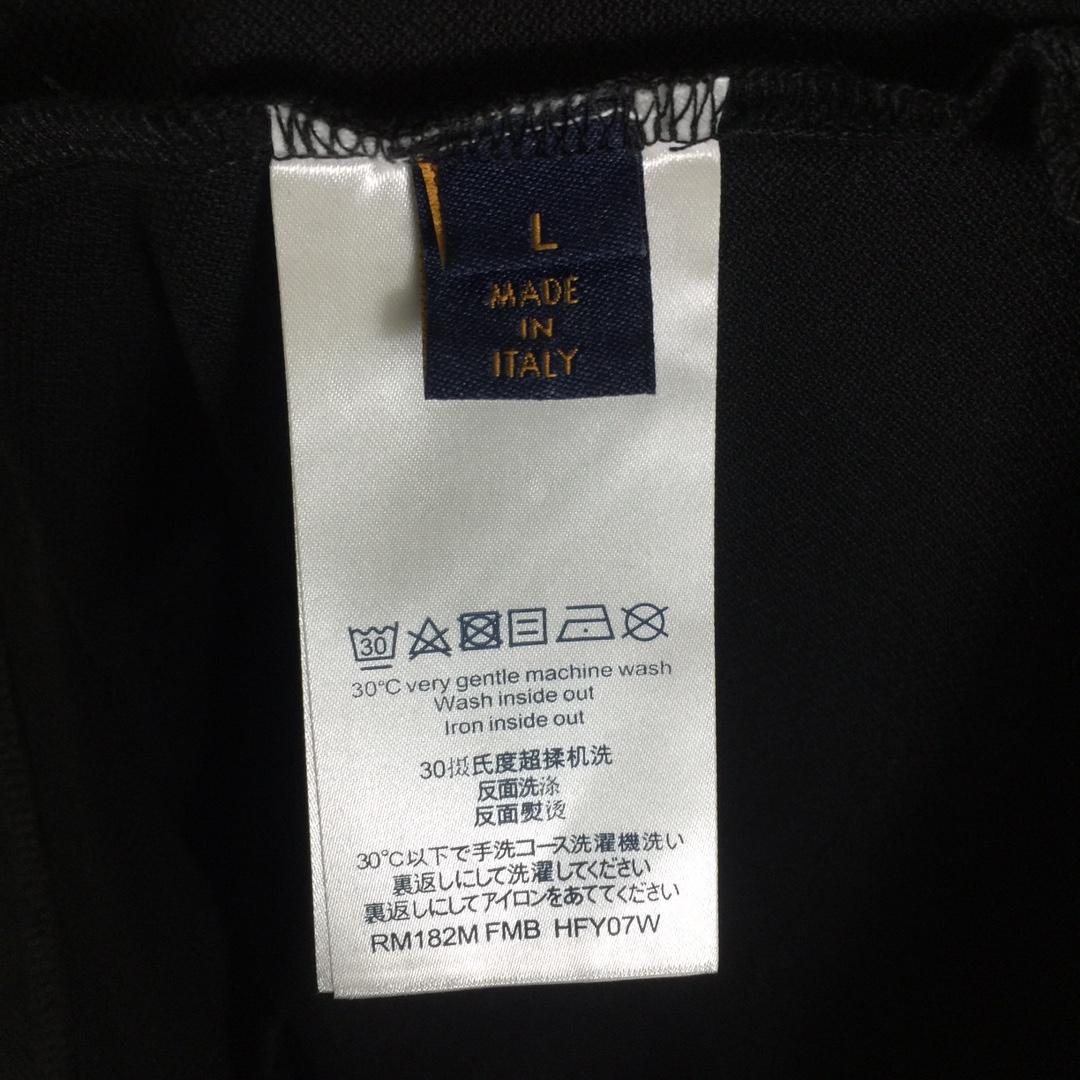 L
MADE
IN
ITALY
30
30°C very gentle machine wash
Wash inside out
Iron inside out
30摄氏度超揉机洗
反面洗涤
反面熨烫
30°C以下で手洗コース洗濯機洗い
裏返しにして洗濯してください
裏返しにしてアイロンをあててください
RM182M FMB HFY07W